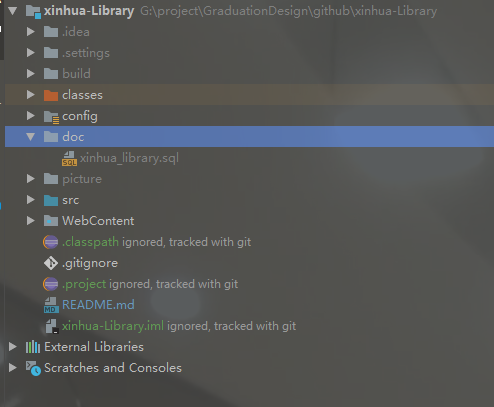 xinhua-Library G:\project\GraduationDesign\github\xinhua-Library
.idea
.settings
build
classes
config
doc
xinhua_library.sql
picture
src
WebContent
.classpath ignored, tracked with git
.gitignore
.project ignored, tracked with git
README.md
xinhua-Library.iml ignored, tracked with git
External Libraries
Scratches and Consoles